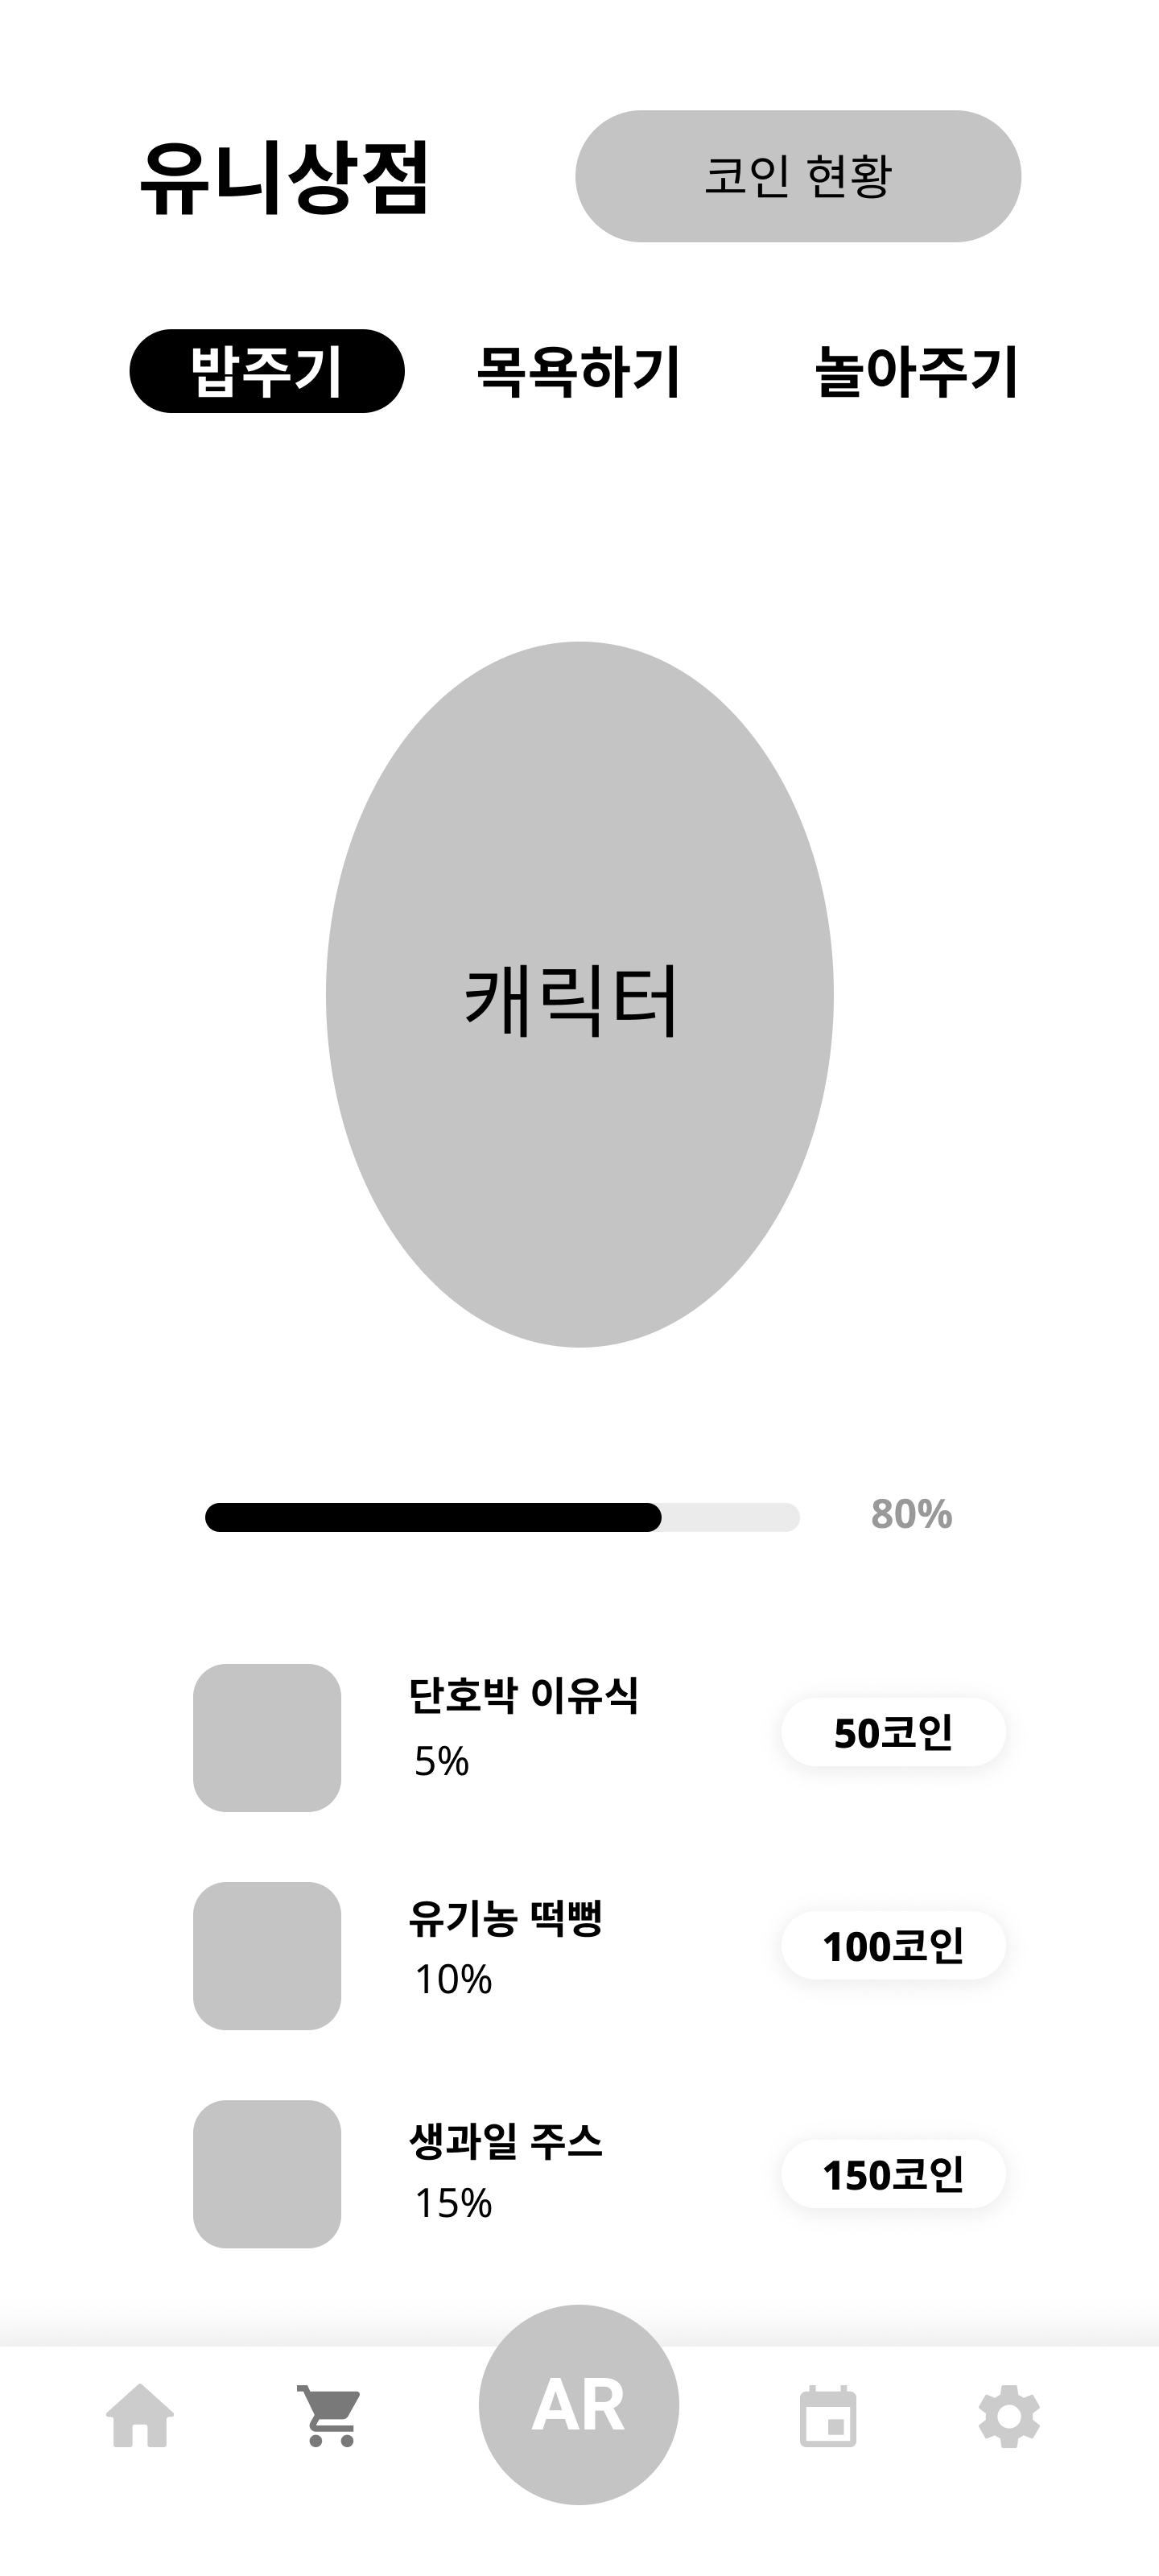 유니상점
코인 현황
밥주기 목욕하기 놀아주기
캐릭터
80%
단호박 이유식
5%
50코인
유기농 떡뻥
10%
100코인
생과일 주스
15%
150코인
AR